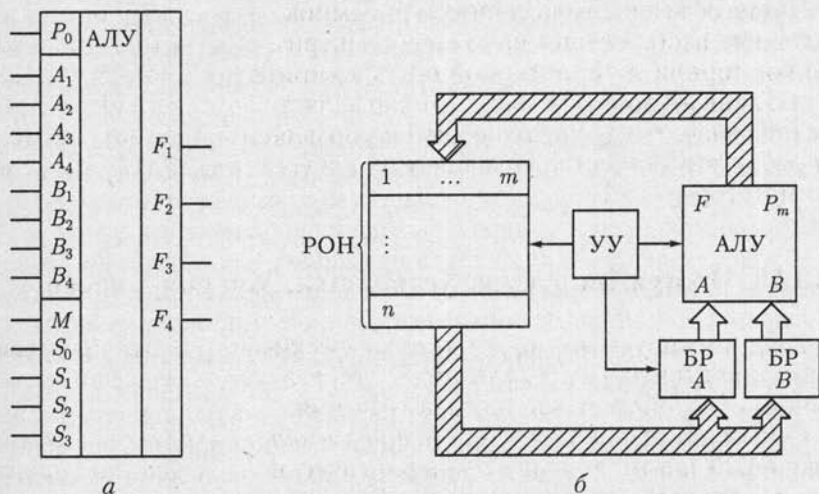 P₀ АЛУ
A₁
A₂
A₃
A₄
B₁
B₂
B₃
B₄
M
S₀
S₁
S₂
S₃
F₁
F₂
F₃
F₄
а
1 ... m
РОН
⋮
n
УУ
F Pₘ
АЛУ
A B
БР A
БР B
б